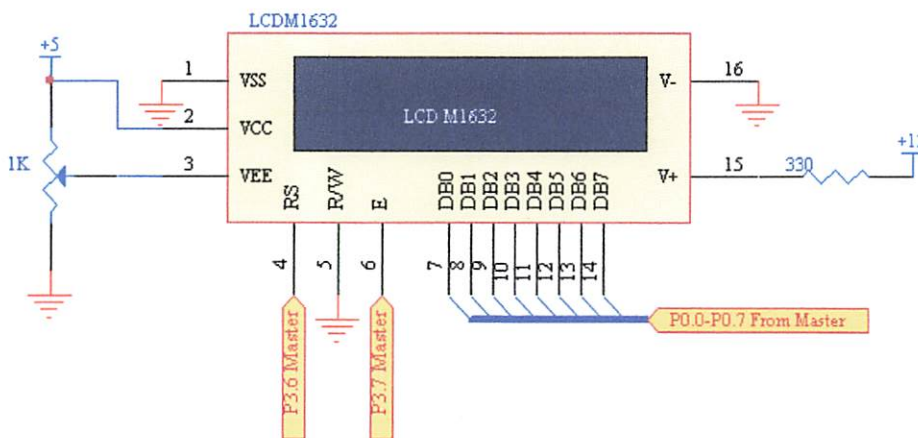 LCDM1632
+5
1
VSS
V-
16
2
VCC
LCD M1632
1K
3
VEE
V+
15
330
RS
R/W
E
DB0
DB1
DB2
DB3
DB4
DB5
DB6
DB7
4
5
6
7
8
9
10
11
12
13
14
P3.6 Master
P3.7 Master
P0.0-P0.7 From Master